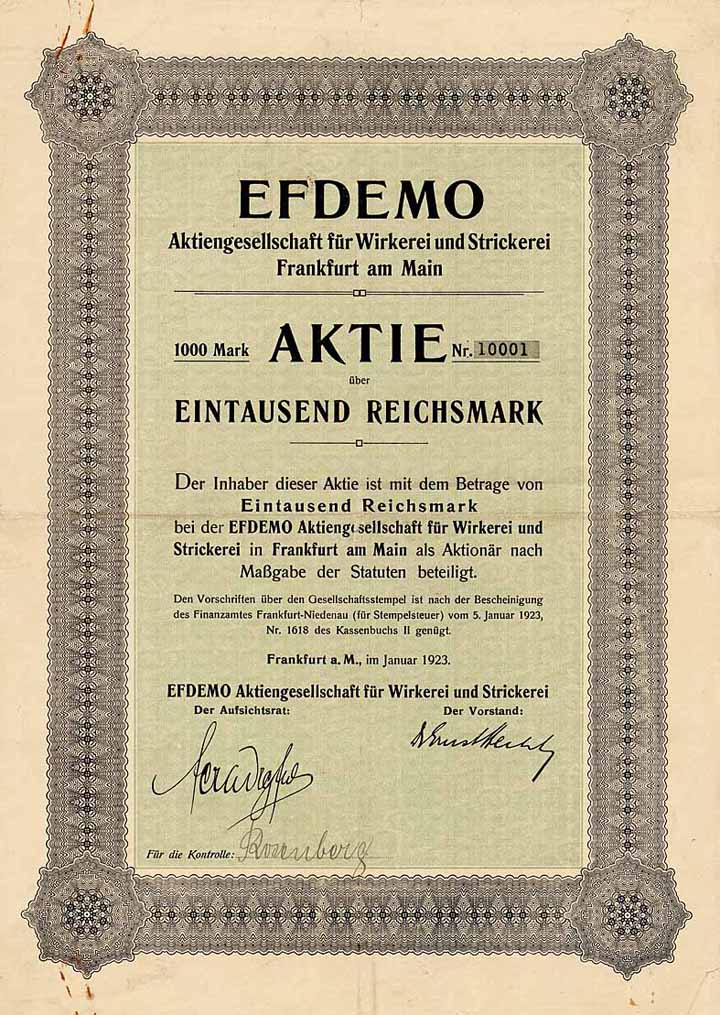 EFDEMO
Aktiengesellschaft für Wirkerei und Strickerei
Frankfurt am Main
1000 Mark AKTIE Nr. 10001
über
EINTAUSEND REICHSMARK
Der Inhaber dieser Aktie ist mit dem Betrage von
Eintausend Reichsmark
bei der EFDEMO Aktiengesellschaft für Wirkerei und
Strickerei in Frankfurt am Main als Aktionär nach
Maßgabe der Statuten beteiligt.
Den Vorschriften über den Gesellschaftsstempel ist nach der Bescheinigung
des Finanzamtes Frankfurt-Niedenau (für Stempelsteuer) vom 5. Januar 1923,
Nr. 1618 des Kassenbuchs II genügt.
Frankfurt a. M., im Januar 1923.
EFDEMO Aktiengesellschaft für Wirkerei und Strickerei
Der Aufsichtsrat: Der Vorstand:
Für die Kontrolle: Rosenberg